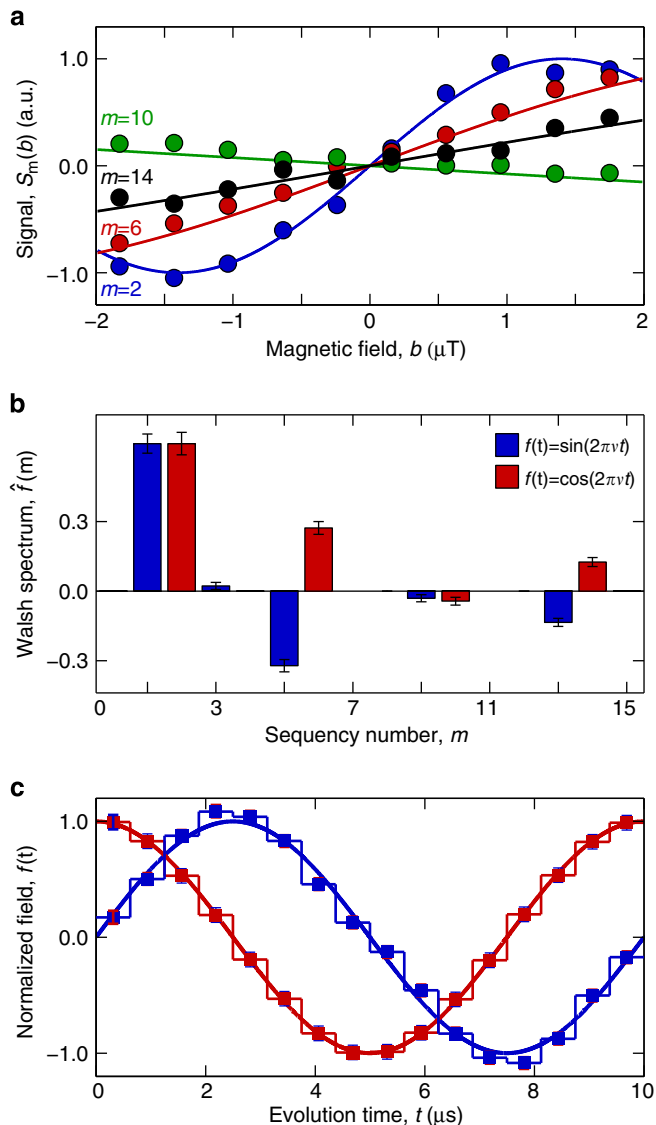 a
Signal, S_m(b) (a.u.)
1.0
0.0
−1.0
m=10
m=14
m=6
m=2
−2
−1
0
1
2
Magnetic field, b (μT)
b
Walsh spectrum, f̂ (m)
0.3
0.0
−0.3
f(t)=sin(2πνt)
f(t)=cos(2πνt)
0
3
7
11
15
Sequency number, m
c
Normalized field, f(t)
1.0
0.0
−1.0
0
2
4
6
8
10
Evolution time, t (μs)